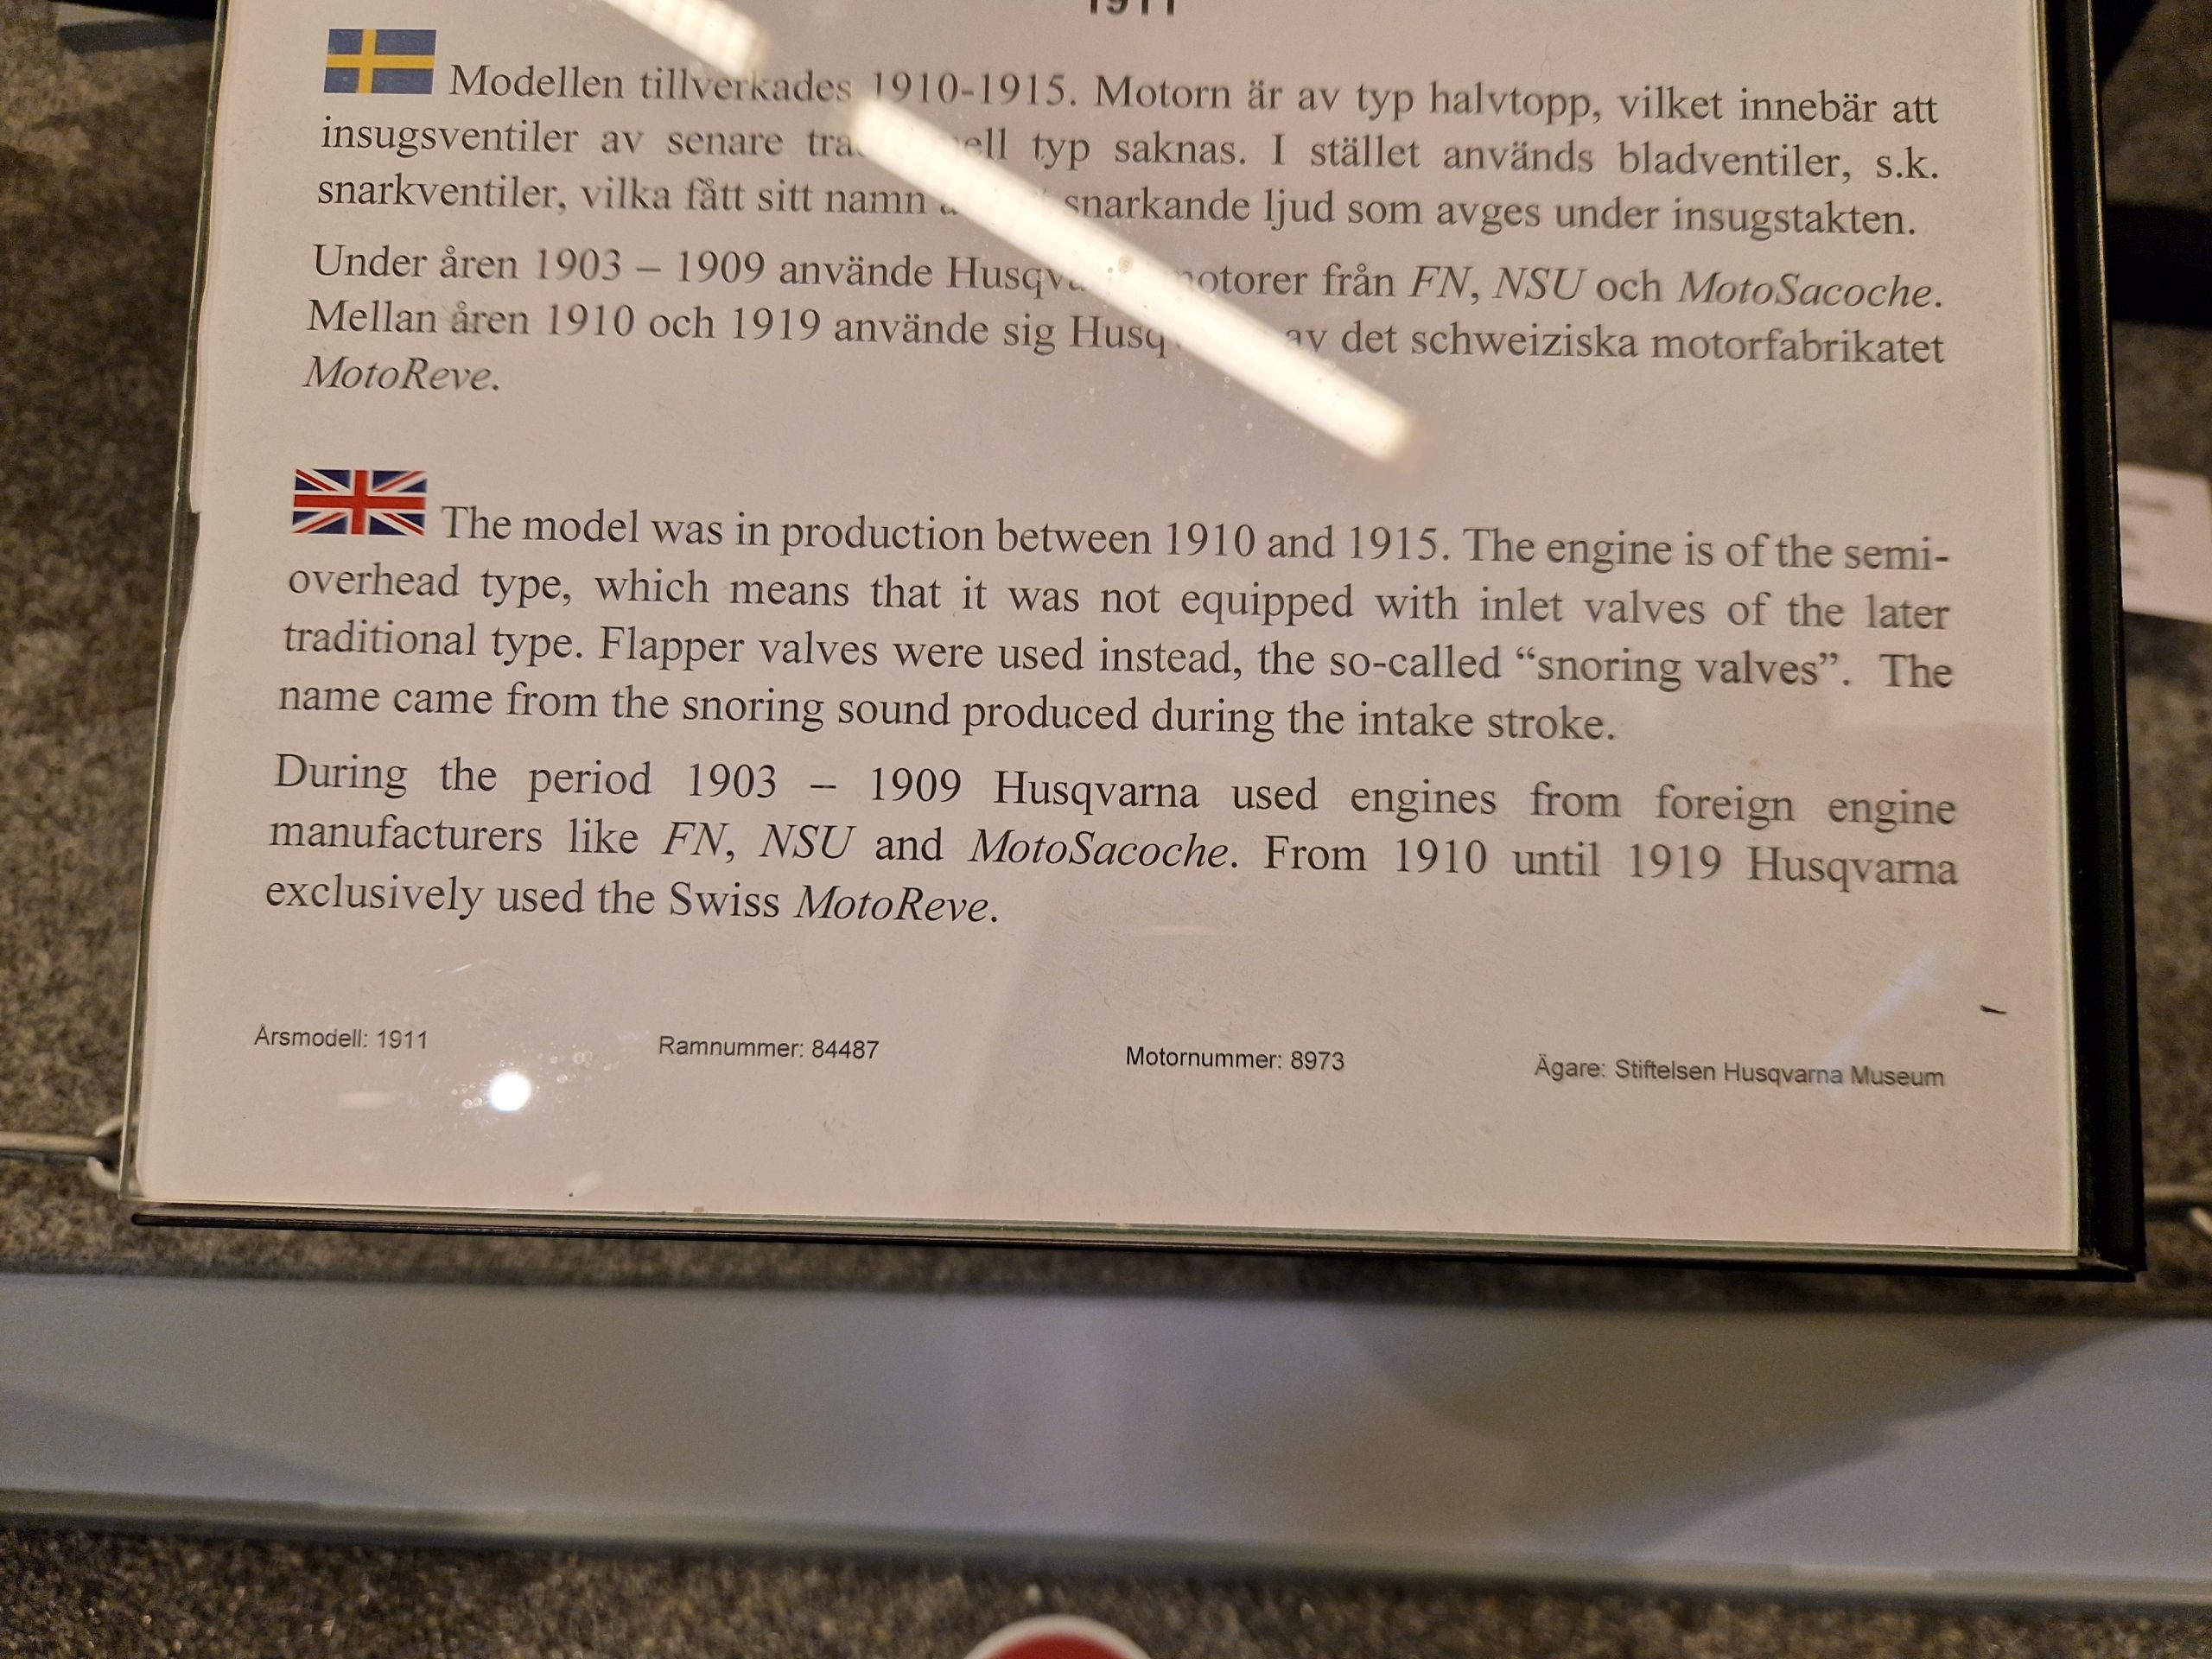 1911
Modellen tillverkades 1910-1915. Motorn är av typ halvtopp, vilket innebär att
insugsventiler av senare typ saknas. I stället används bladventiler, s.k.
snarkventiler, vilka fått sitt namn snarkande ljud som avges under insugstakten.
Under åren 1903 – 1909 använde motorer från FN, NSU och MotoSacoche.
Mellan åren 1910 och 1919 använde sig av det schweiziska motorfabrikatet
MotoReve.
The model was in production between 1910 and 1915. The engine is of the semi-
overhead type, which means that it was not equipped with inlet valves of the later
traditional type. Flapper valves were used instead, the so-called “snoring valves”. The
name came from the snoring sound produced during the intake stroke.
During the period 1903 – 1909 Husqvarna used engines from foreign engine
manufacturers like FN, NSU and MotoSacoche. From 1910 until 1919 Husqvarna
exclusively used the Swiss MotoReve.
Årsmodell: 1911 Ramnummer: 84487 Motornummer: 8973 Ägare: Stiftelsen Husqvarna Museum